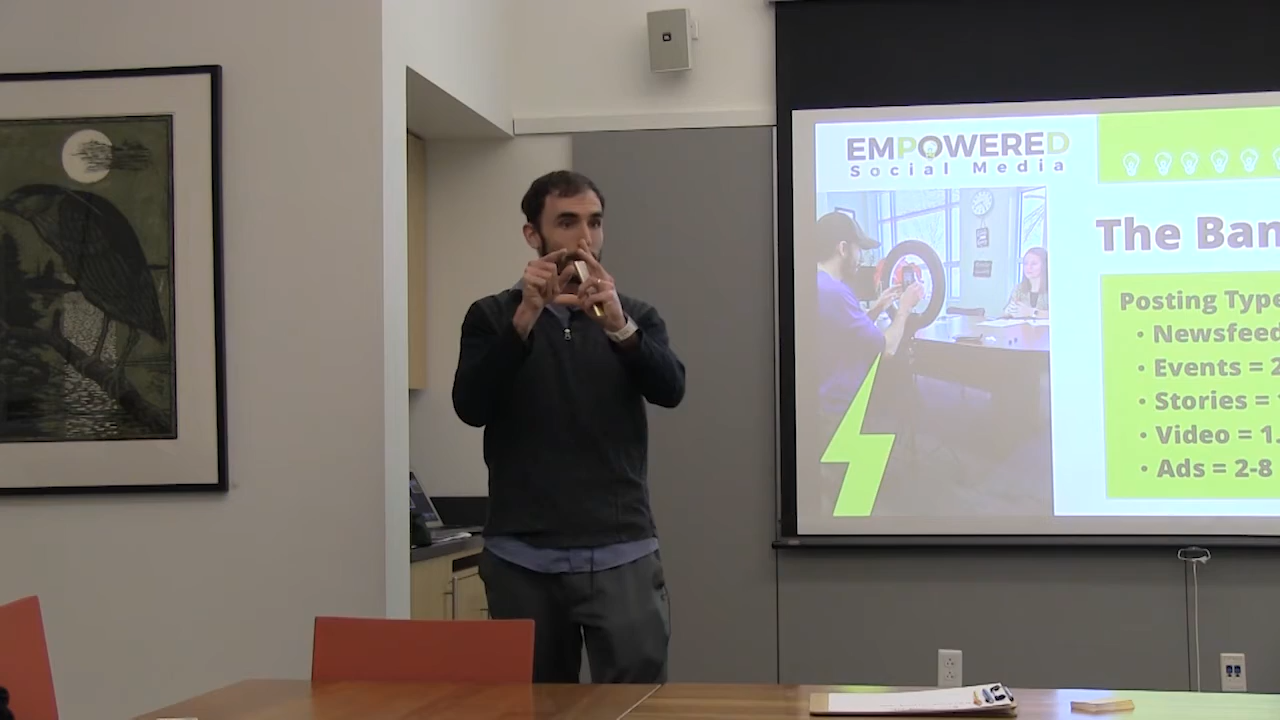 EMPOWERED
Social Media
The Ban
Posting Type
• Newsfeed
• Events = 2
• Stories =
• Video = 1.
• Ads = 2-8